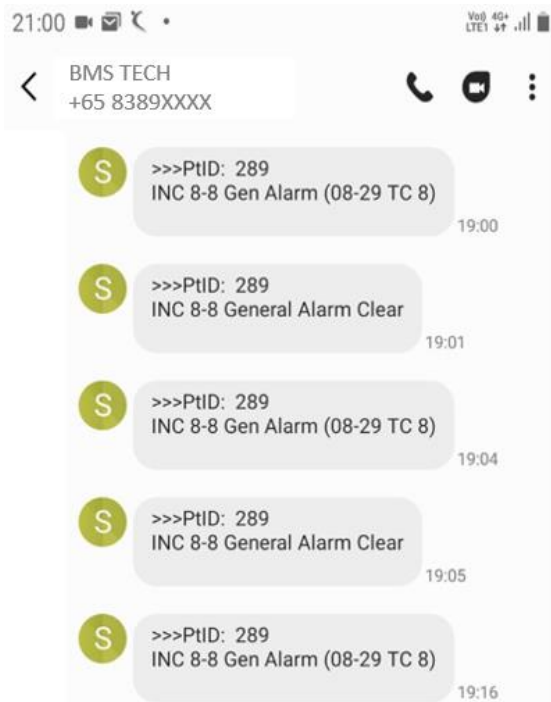 21:00
Vo) 4G+
LTE1
BMS TECH
+65 8389XXXX
S
>>>PtID: 289
INC 8-8 Gen Alarm (08-29 TC 8)
19:00
S
>>>PtID: 289
INC 8-8 General Alarm Clear
19:01
S
>>>PtID: 289
INC 8-8 Gen Alarm (08-29 TC 8)
19:04
S
>>>PtID: 289
INC 8-8 General Alarm Clear
19:05
S
>>>PtID: 289
INC 8-8 Gen Alarm (08-29 TC 8)
19:16